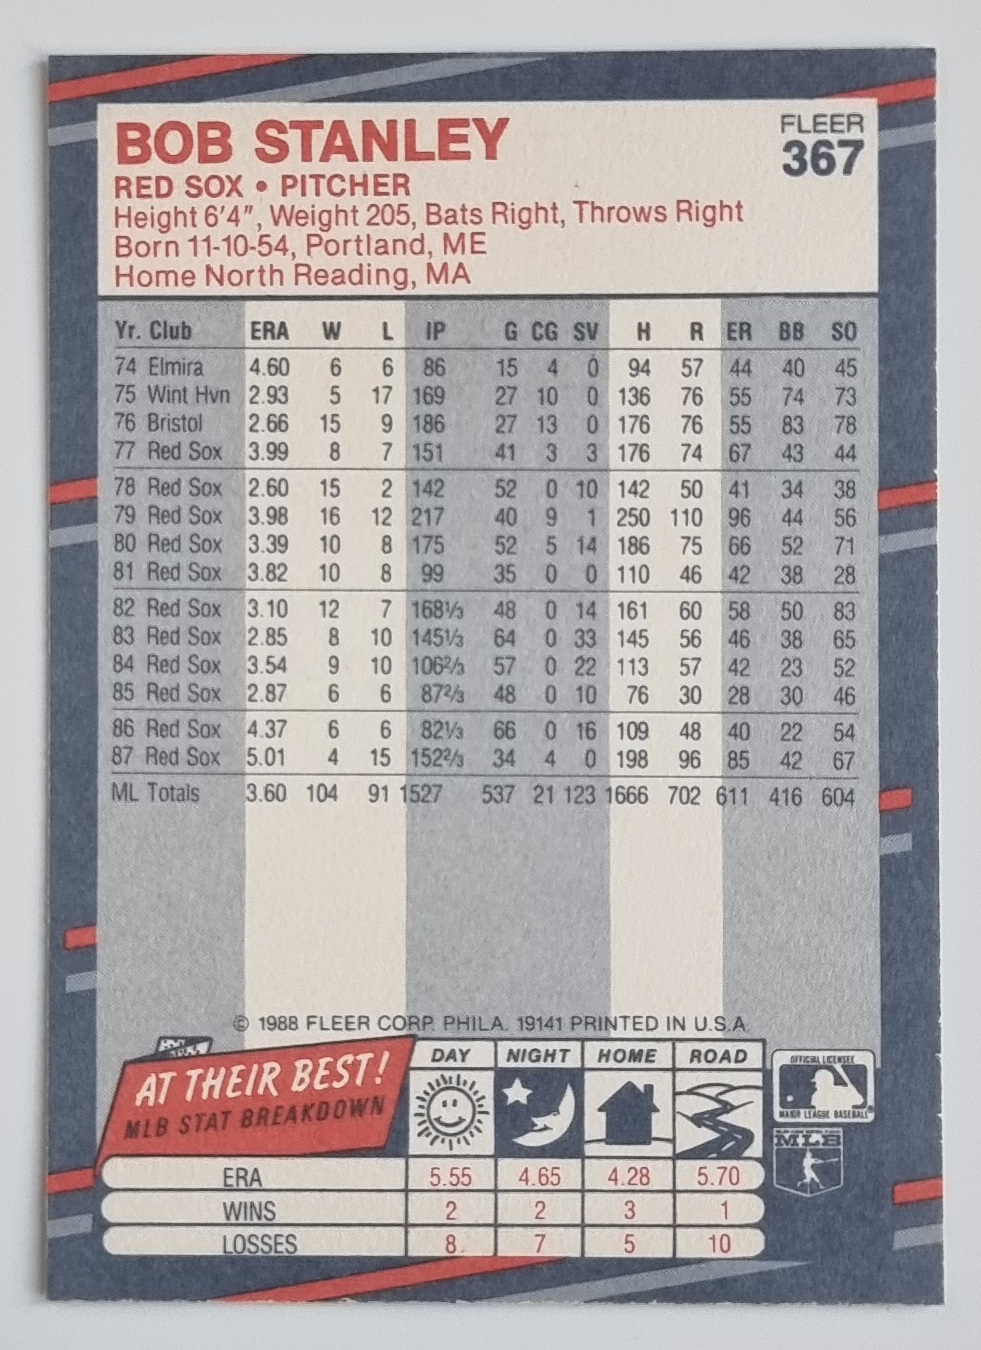 BOB STANLEY
FLEER
367
RED SOX • PITCHER
Height 6'4", Weight 205, Bats Right, Throws Right
Born 11-10-54, Portland, ME
Home North Reading, MA
Yr. Club ERA W L IP G CG SV H R ER BB SO
74 Elmira 4.60 6 6 86 15 4 0 94 57 44 40 45
75 Wint Hvn 2.93 5 17 169 27 10 0 136 76 55 74 73
76 Bristol 2.66 15 9 186 27 13 0 176 76 55 83 78
77 Red Sox 3.99 8 7 151 41 3 3 176 74 67 43 44
78 Red Sox 2.60 15 2 142 52 0 10 142 50 41 34 38
79 Red Sox 3.98 16 12 217 40 9 1 250 110 96 44 56
80 Red Sox 3.39 10 8 175 52 5 14 186 75 66 52 71
81 Red Sox 3.82 10 8 99 35 0 0 110 46 42 38 28
82 Red Sox 3.10 12 7 168⅓ 48 0 14 161 60 58 50 83
83 Red Sox 2.85 8 10 145⅓ 64 0 33 145 56 46 38 65
84 Red Sox 3.54 9 10 106⅔ 57 0 22 113 57 42 23 52
85 Red Sox 2.87 6 6 87⅔ 48 0 10 76 30 28 30 46
86 Red Sox 4.37 6 6 82⅓ 66 0 16 109 48 40 22 54
87 Red Sox 5.01 4 15 152⅔ 34 4 0 198 96 85 42 67
ML Totals 3.60 104 91 1527 537 21 123 1666 702 611 416 604
© 1988 FLEER CORP. PHILA. 19141 PRINTED IN U.S.A.
AT THEIR BEST!
MLB STAT BREAKDOWN
DAY NIGHT HOME ROAD
OFFICIAL LICENSEE
MAJOR LEAGUE BASEBALL®
MLB
ERA 5.55 4.65 4.28 5.70
WINS 2 2 3 1
LOSSES 8 7 5 10